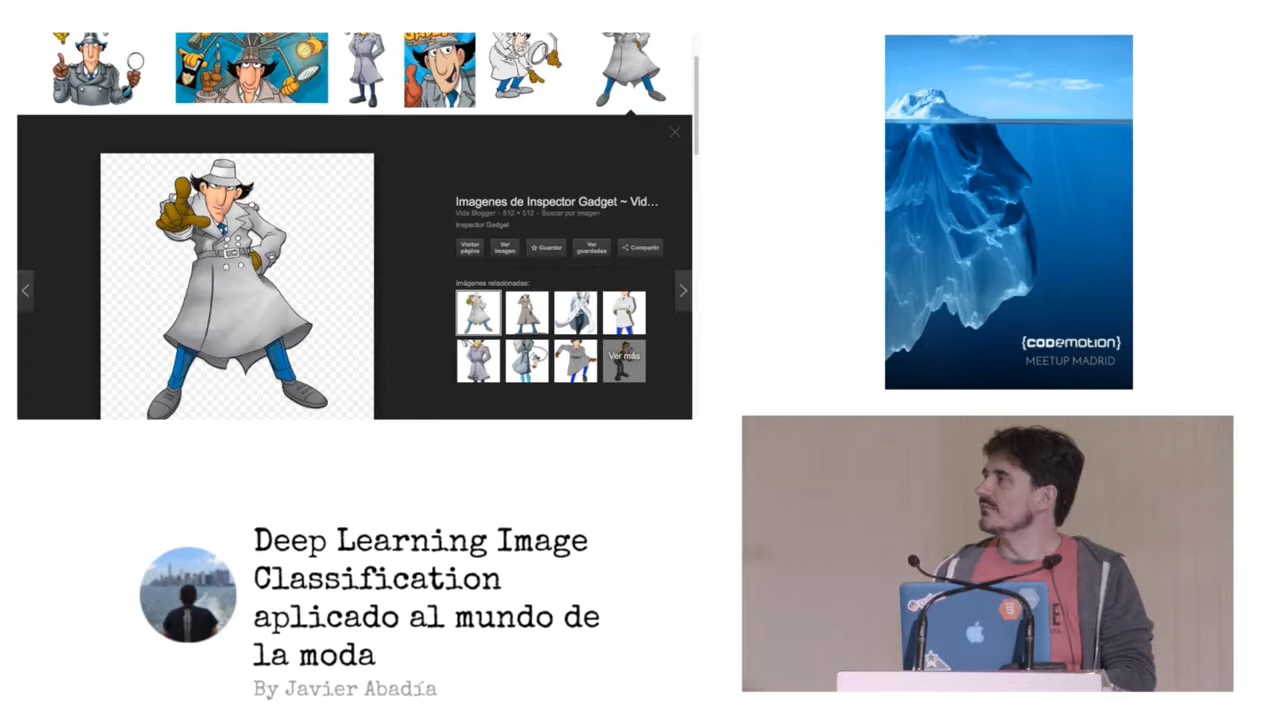 Imagenes de Inspector Gadget ~ Vid...
Vida Blogger - 512 × 512 - Buscar por imagen
Inspector Gadget
Visitar página
Ver imagen
Guardar
Ver guardadas
Compartir
Imágenes relacionadas:
Ver más
{CODEMOTION}
MEETUP MADRID
Deep Learning Image
Classification
aplicado al mundo de
la moda
By Javier Abadía